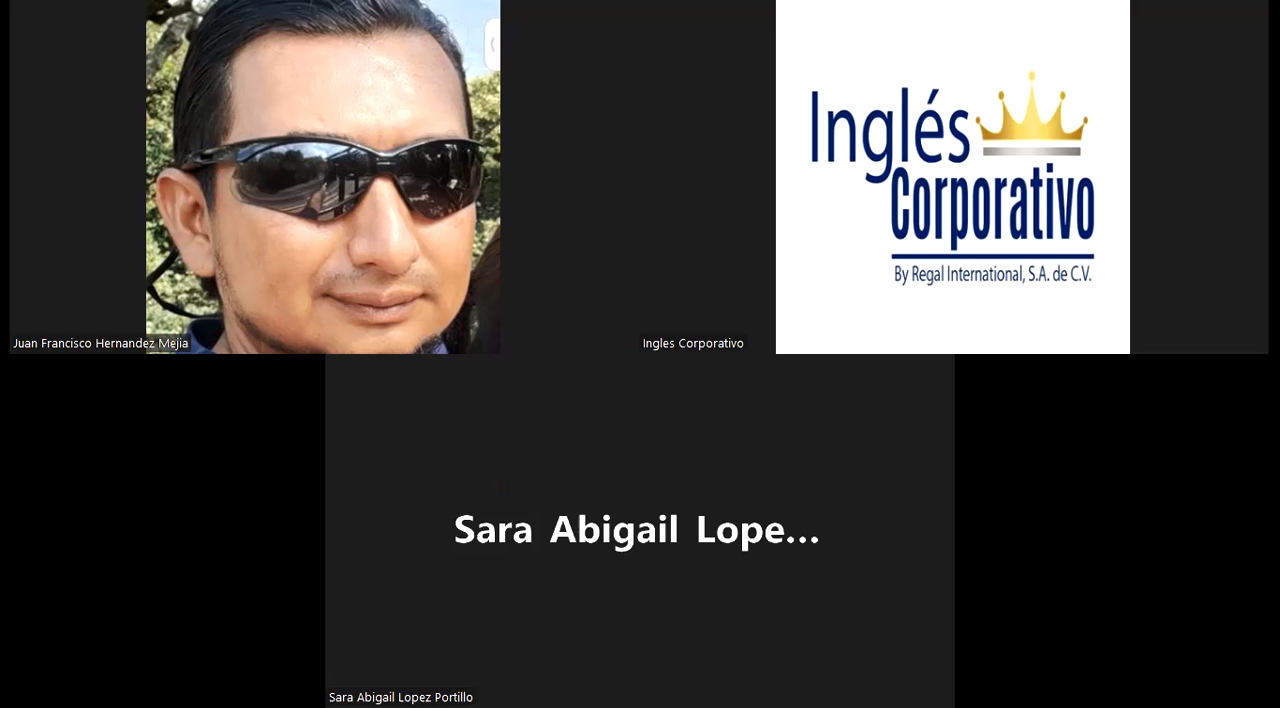 Inglés
Corporativo
By Regal International, S.A. de C.V.
Juan Francisco Hernandez Mejia
Ingles Corporativo
Sara Abigail Lope...
Sara Abigail Lopez Portillo